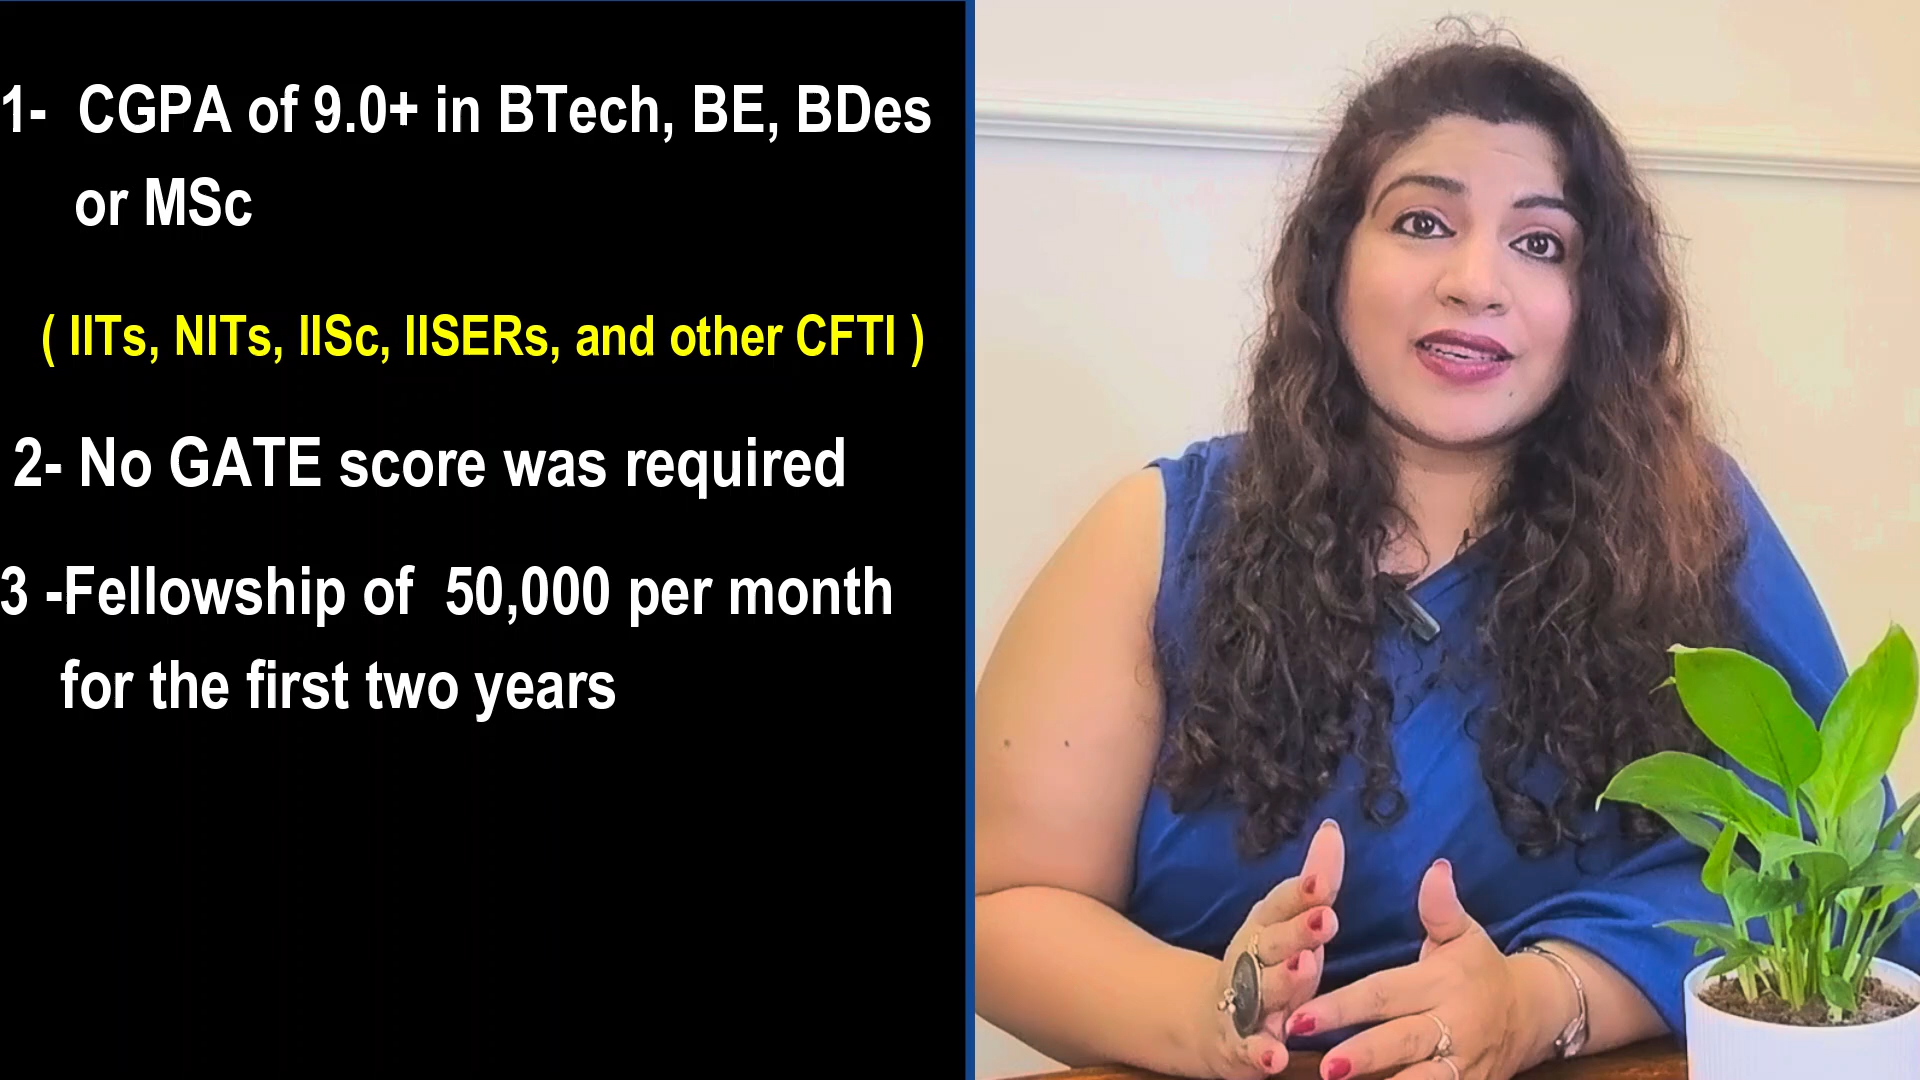 1- CGPA of 9.0+ in BTech, BE, BDes
or MSc
( IITs, NITs, IISc, IISERs, and other CFTI )
2- No GATE score was required
3 -Fellowship of 50,000 per month
for the first two years